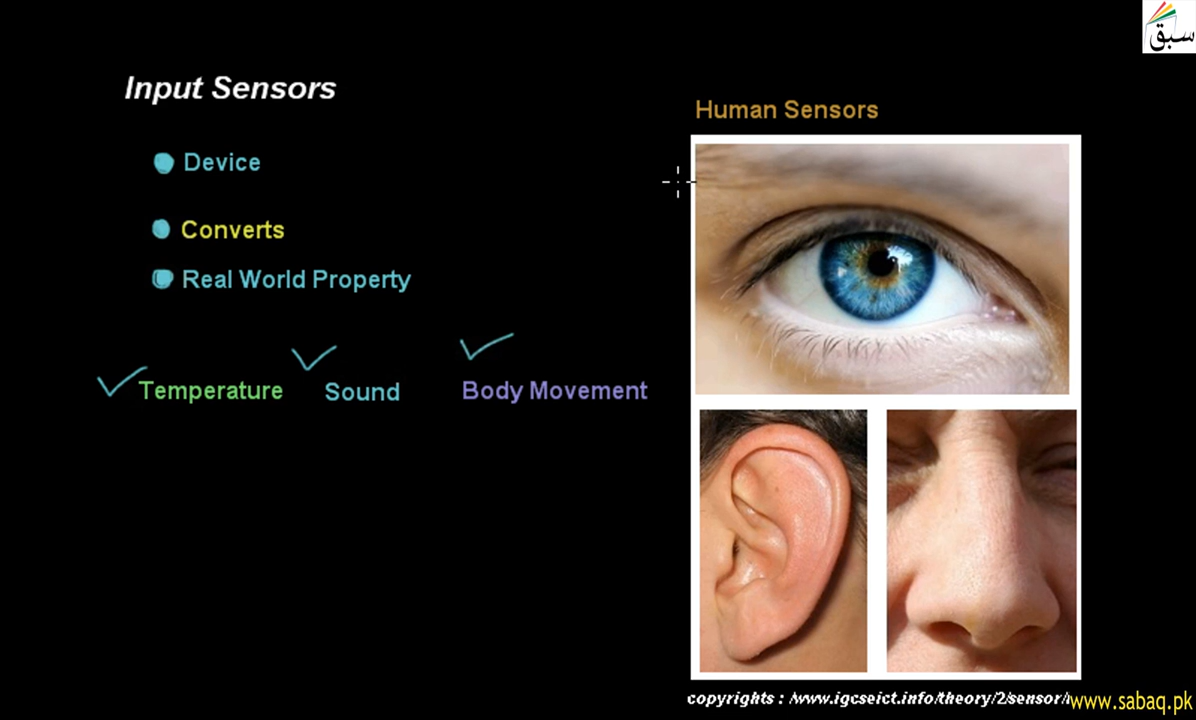 سبق
Input Sensors
Human Sensors
Device
Converts
Real World Property
Temperature
Sound
Body Movement
copyrights : /www.igcseict.info/theory/2/sensor/
www.sabaq.pk